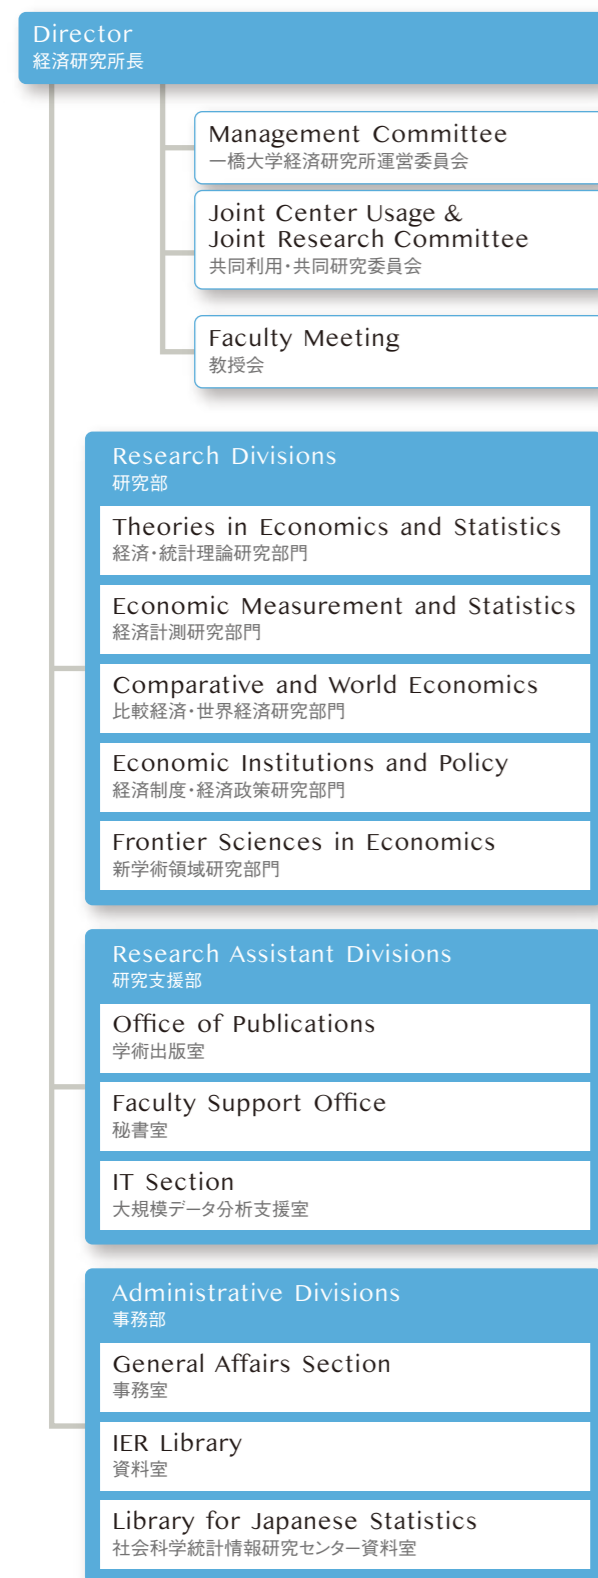 Director
経済研究所長
Management Committee
一橋大学経済研究所運営委員会
Joint Center Usage &
Joint Research Committee
共同利用・共同研究委員会
Faculty Meeting
教授会
Research Divisions
研究部
Theories in Economics and Statistics
経済・統計理論研究部門
Economic Measurement and Statistics
経済計測研究部門
Comparative and World Economics
比較経済・世界経済研究部門
Economic Institutions and Policy
経済制度・経済政策研究部門
Frontier Sciences in Economics
新学術領域研究部門
Research Assistant Divisions
研究支援部
Office of Publications
学術出版室
Faculty Support Office
秘書室
IT Section
大規模データ分析支援室
Administrative Divisions
事務部
General Affairs Section
事務室
IER Library
資料室
Library for Japanese Statistics
社会科学統計情報研究センター資料室